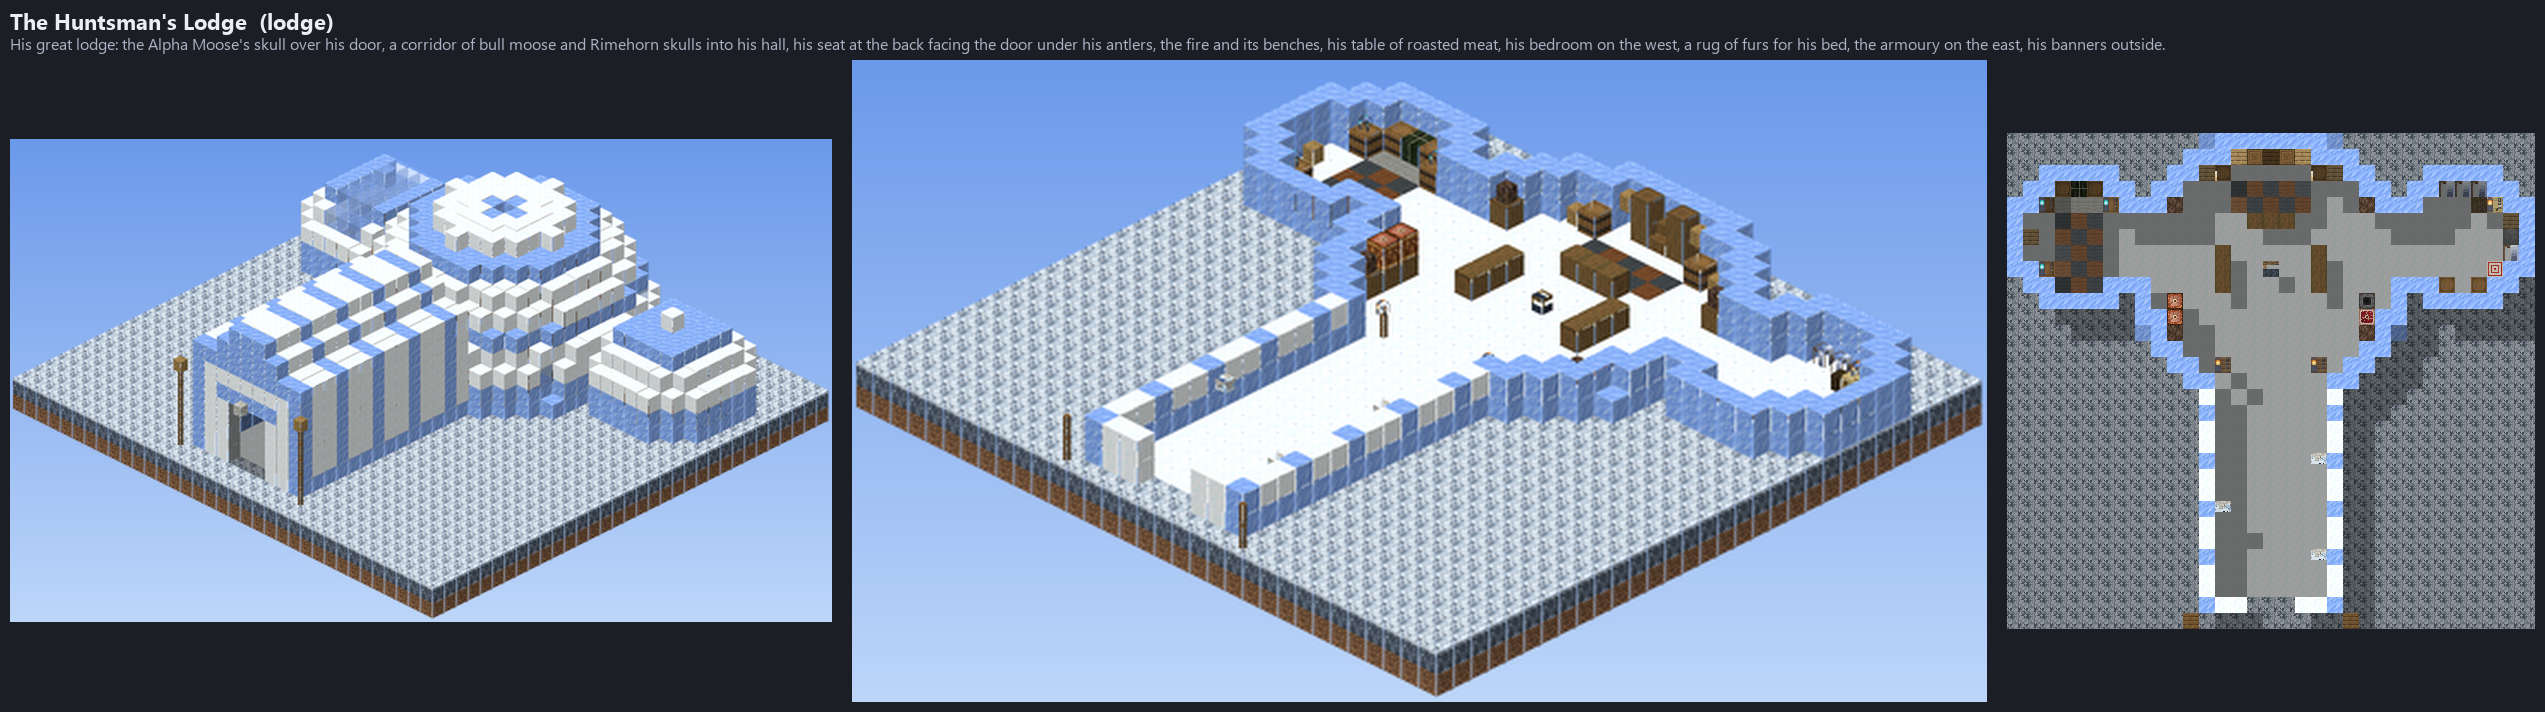 The Huntsman's Lodge (lodge)
His great lodge: the Alpha Moose's skull over his door, a corridor of bull moose and Rimehorn skulls into his hall, his seat at the back facing the door under his antlers, the fire and its benches, his table of roasted meat, his bedroom on the west, a rug of furs for his bed, the armoury on the east, his banners outside.